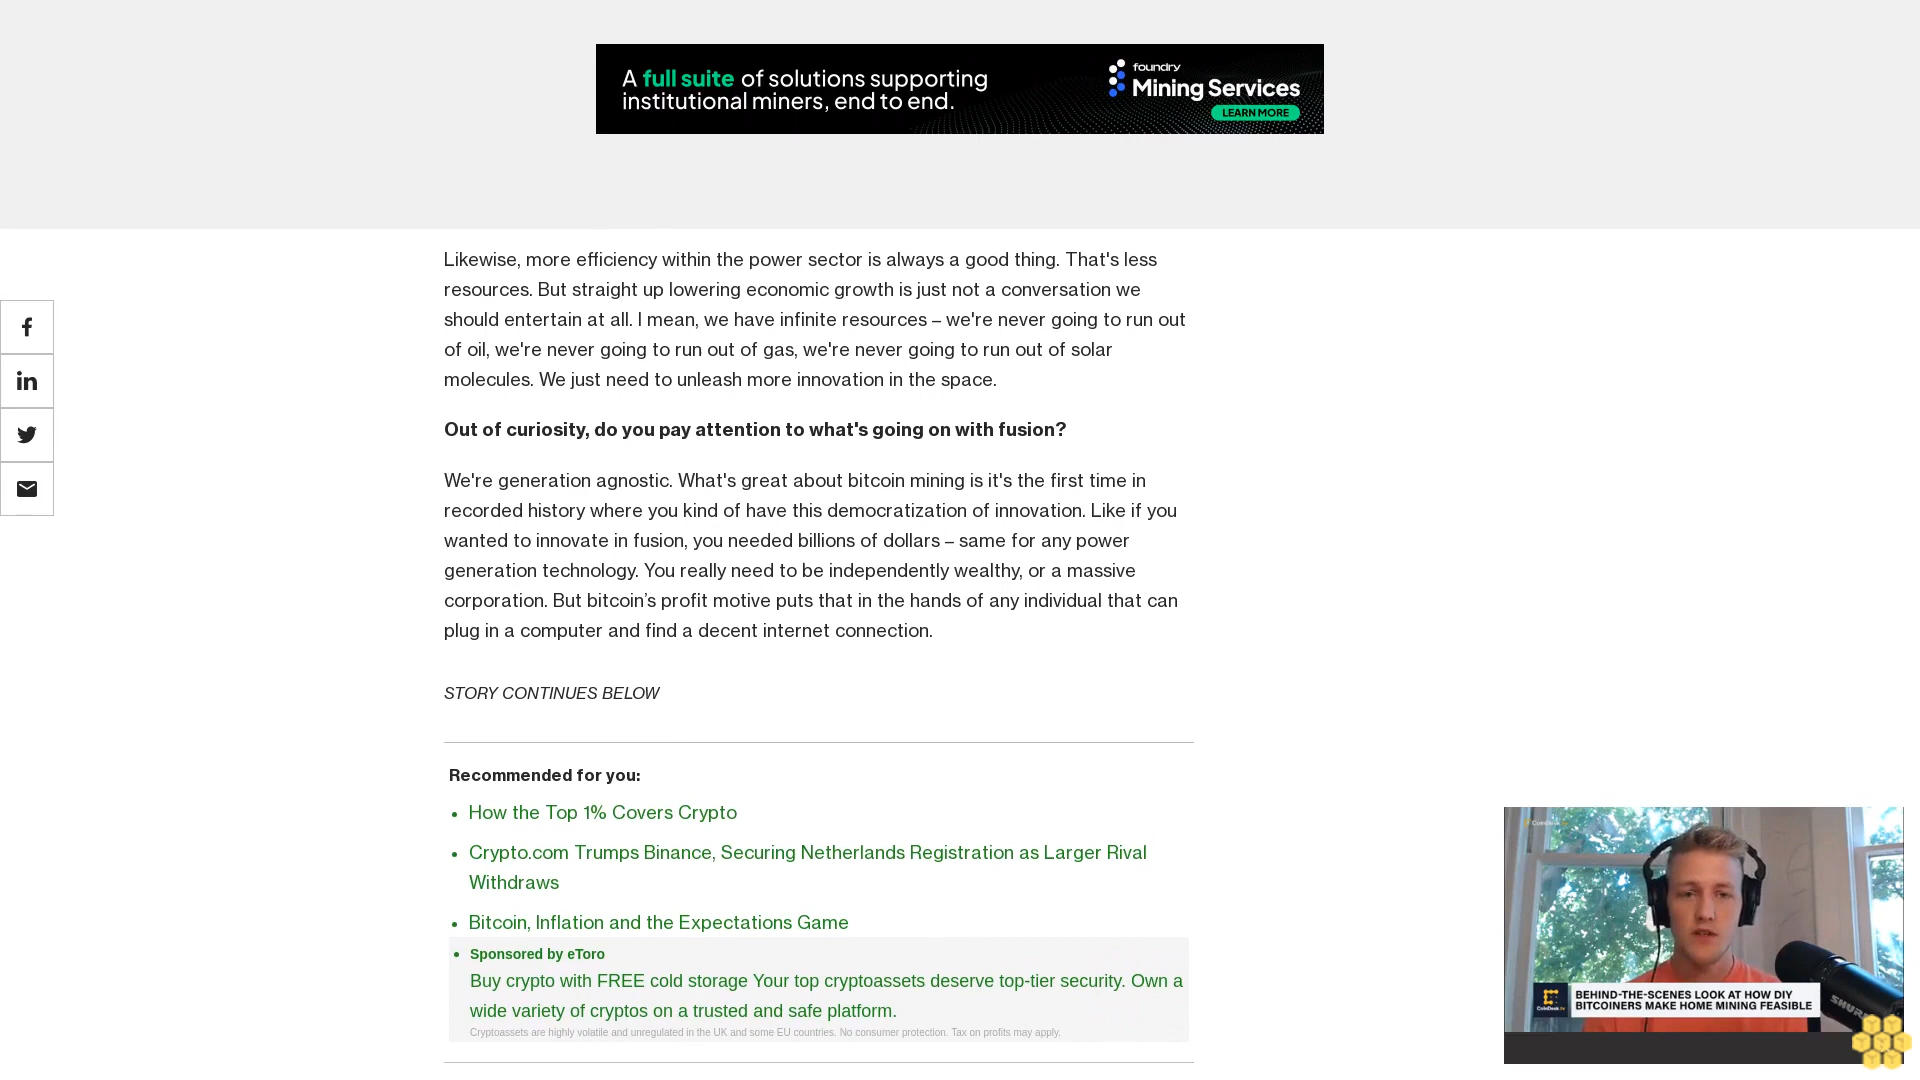 A full suite of solutions supporting
institutional miners, end to end.
foundry
Mining Services
LEARN MORE
Likewise, more efficiency within the power sector is always a good thing. That's less
resources. But straight up lowering economic growth is just not a conversation we
should entertain at all. I mean, we have infinite resources – we're never going to run out
of oil, we're never going to run out of gas, we're never going to run out of solar
molecules. We just need to unleash more innovation in the space.
Out of curiosity, do you pay attention to what's going on with fusion?
We're generation agnostic. What's great about bitcoin mining is it's the first time in
recorded history where you kind of have this democratization of innovation. Like if you
wanted to innovate in fusion, you needed billions of dollars – same for any power
generation technology. You really need to be independently wealthy, or a massive
corporation. But bitcoin’s profit motive puts that in the hands of any individual that can
plug in a computer and find a decent internet connection.
STORY CONTINUES BELOW
Recommended for you:
• How the Top 1% Covers Crypto
• Crypto.com Trumps Binance, Securing Netherlands Registration as Larger Rival
Withdraws
• Bitcoin, Inflation and the Expectations Game
• Sponsored by eToro
Buy crypto with FREE cold storage Your top cryptoassets deserve top-tier security. Own a
wide variety of cryptos on a trusted and safe platform.
Cryptoassets are highly volatile and unregulated in the UK and some EU countries. No consumer protection. Tax on profits may apply.
CoinDesk
BEHIND-THE-SCENES LOOK AT HOW DIY
BITCOINERS MAKE HOME MINING FEASIBLE
CoinDesk.tv
SHURE